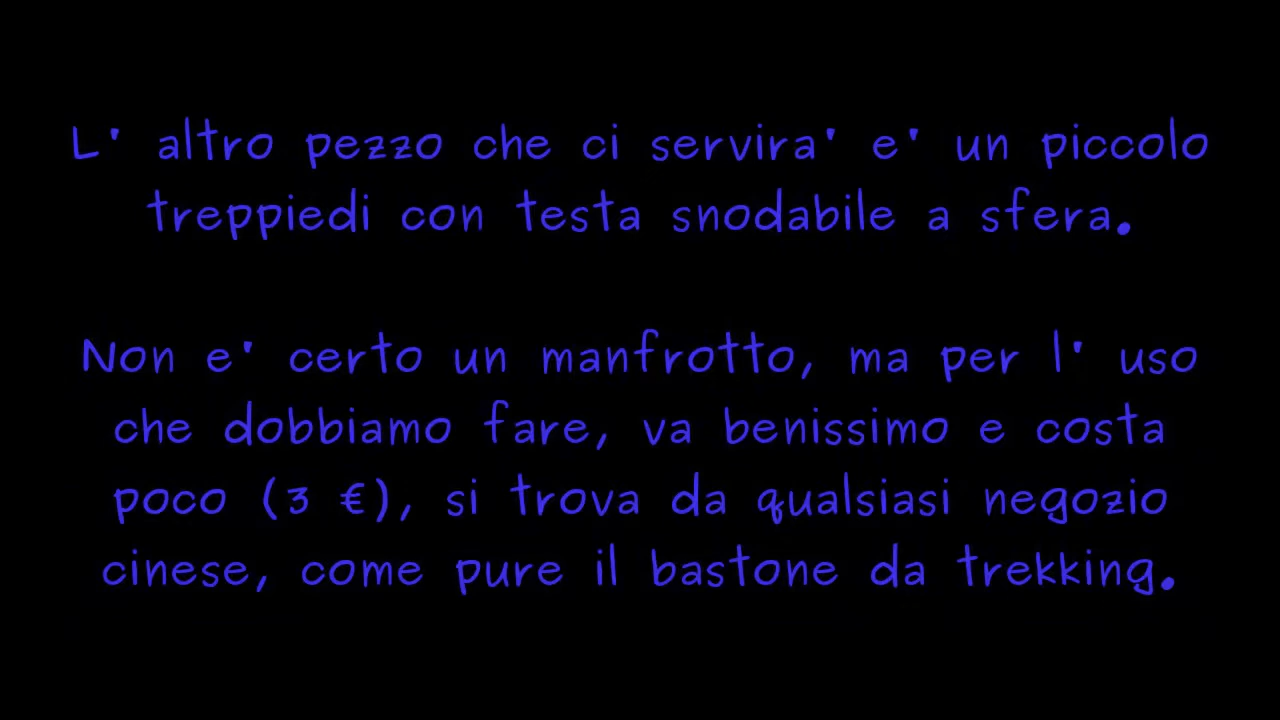 L' altro pezzo che ci servira' e' un piccolo
treppiedi con testa snodabile a sfera.
Non e' certo un manfrotto, ma per l' uso
che dobbiamo fare, va benissimo e costa
poco (3 €), si trova da qualsiasi negozio
cinese, come pure il bastone da trekking.